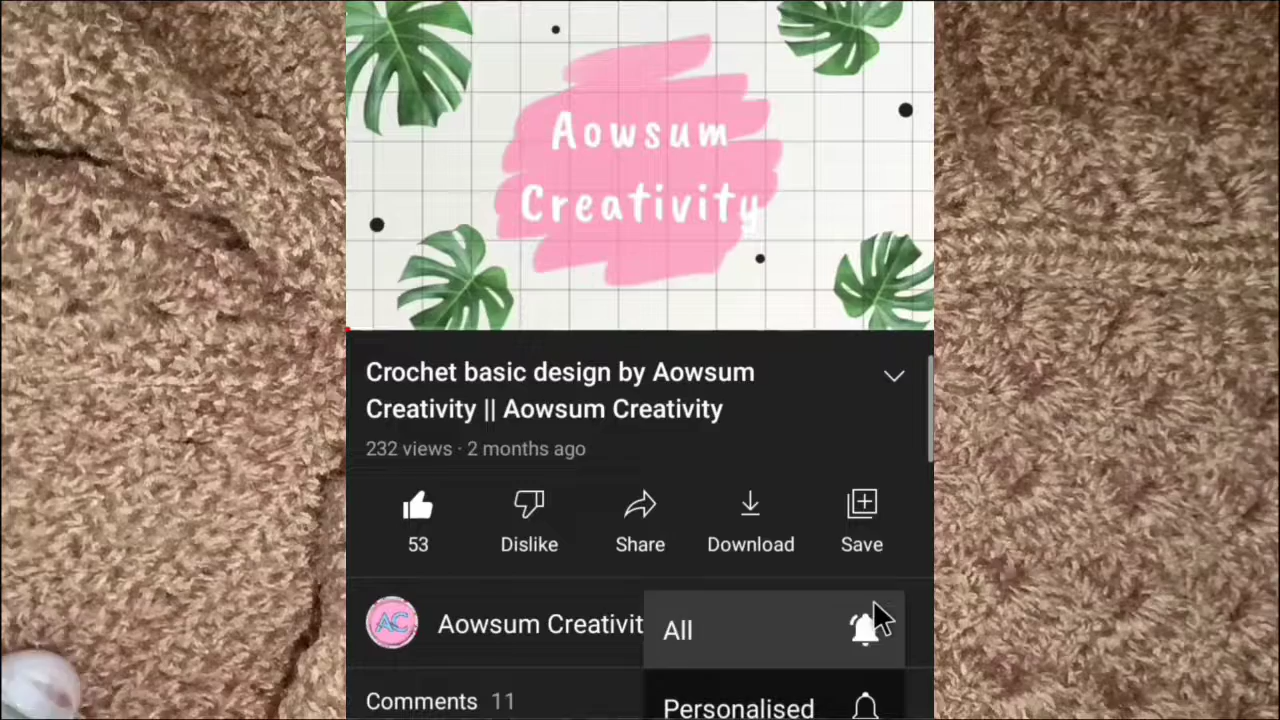 Aowsum
Creativity
Crochet basic design by Aowsum
Creativity || Aowsum Creativity
232 views · 2 months ago
53
Dislike
Share
Download
Save
AC
Aowsum Creativit
All
Comments 11
Personalised